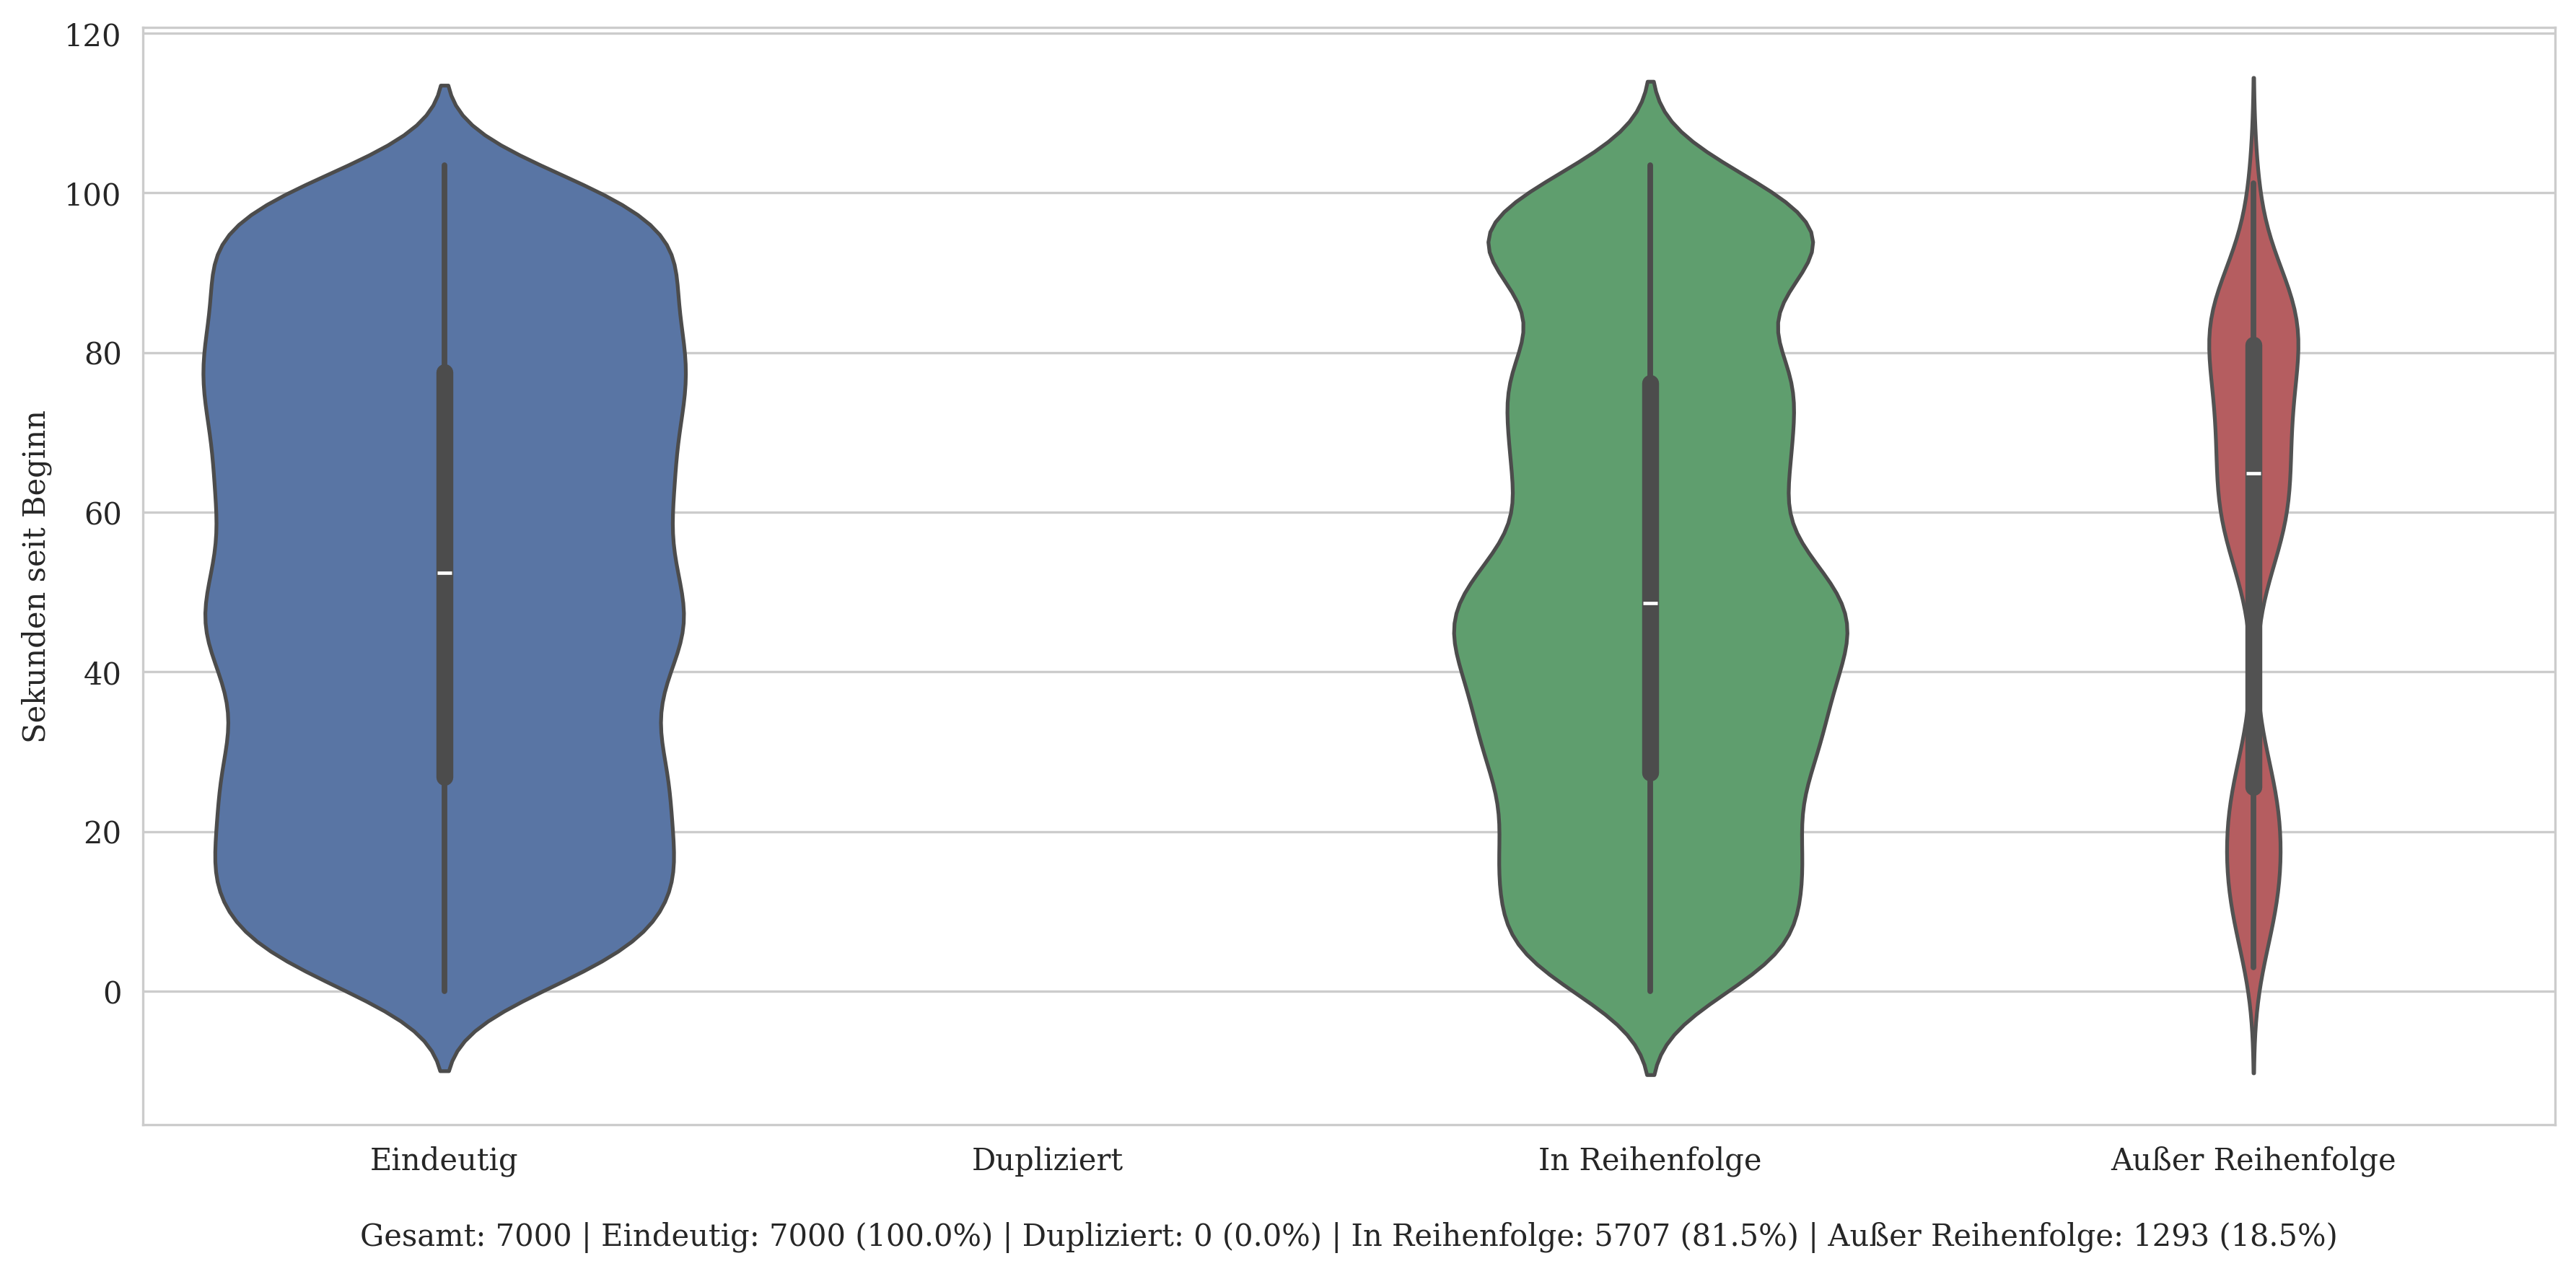 120
100
80
60
40
20
0
Sekunden seit Beginn
Eindeutig
Dupliziert
In Reihenfolge
Außer Reihenfolge
Gesamt: 7000 | Eindeutig: 7000 (100.0%) | Dupliziert: 0 (0.0%) | In Reihenfolge: 5707 (81.5%) | Außer Reihenfolge: 1293 (18.5%)